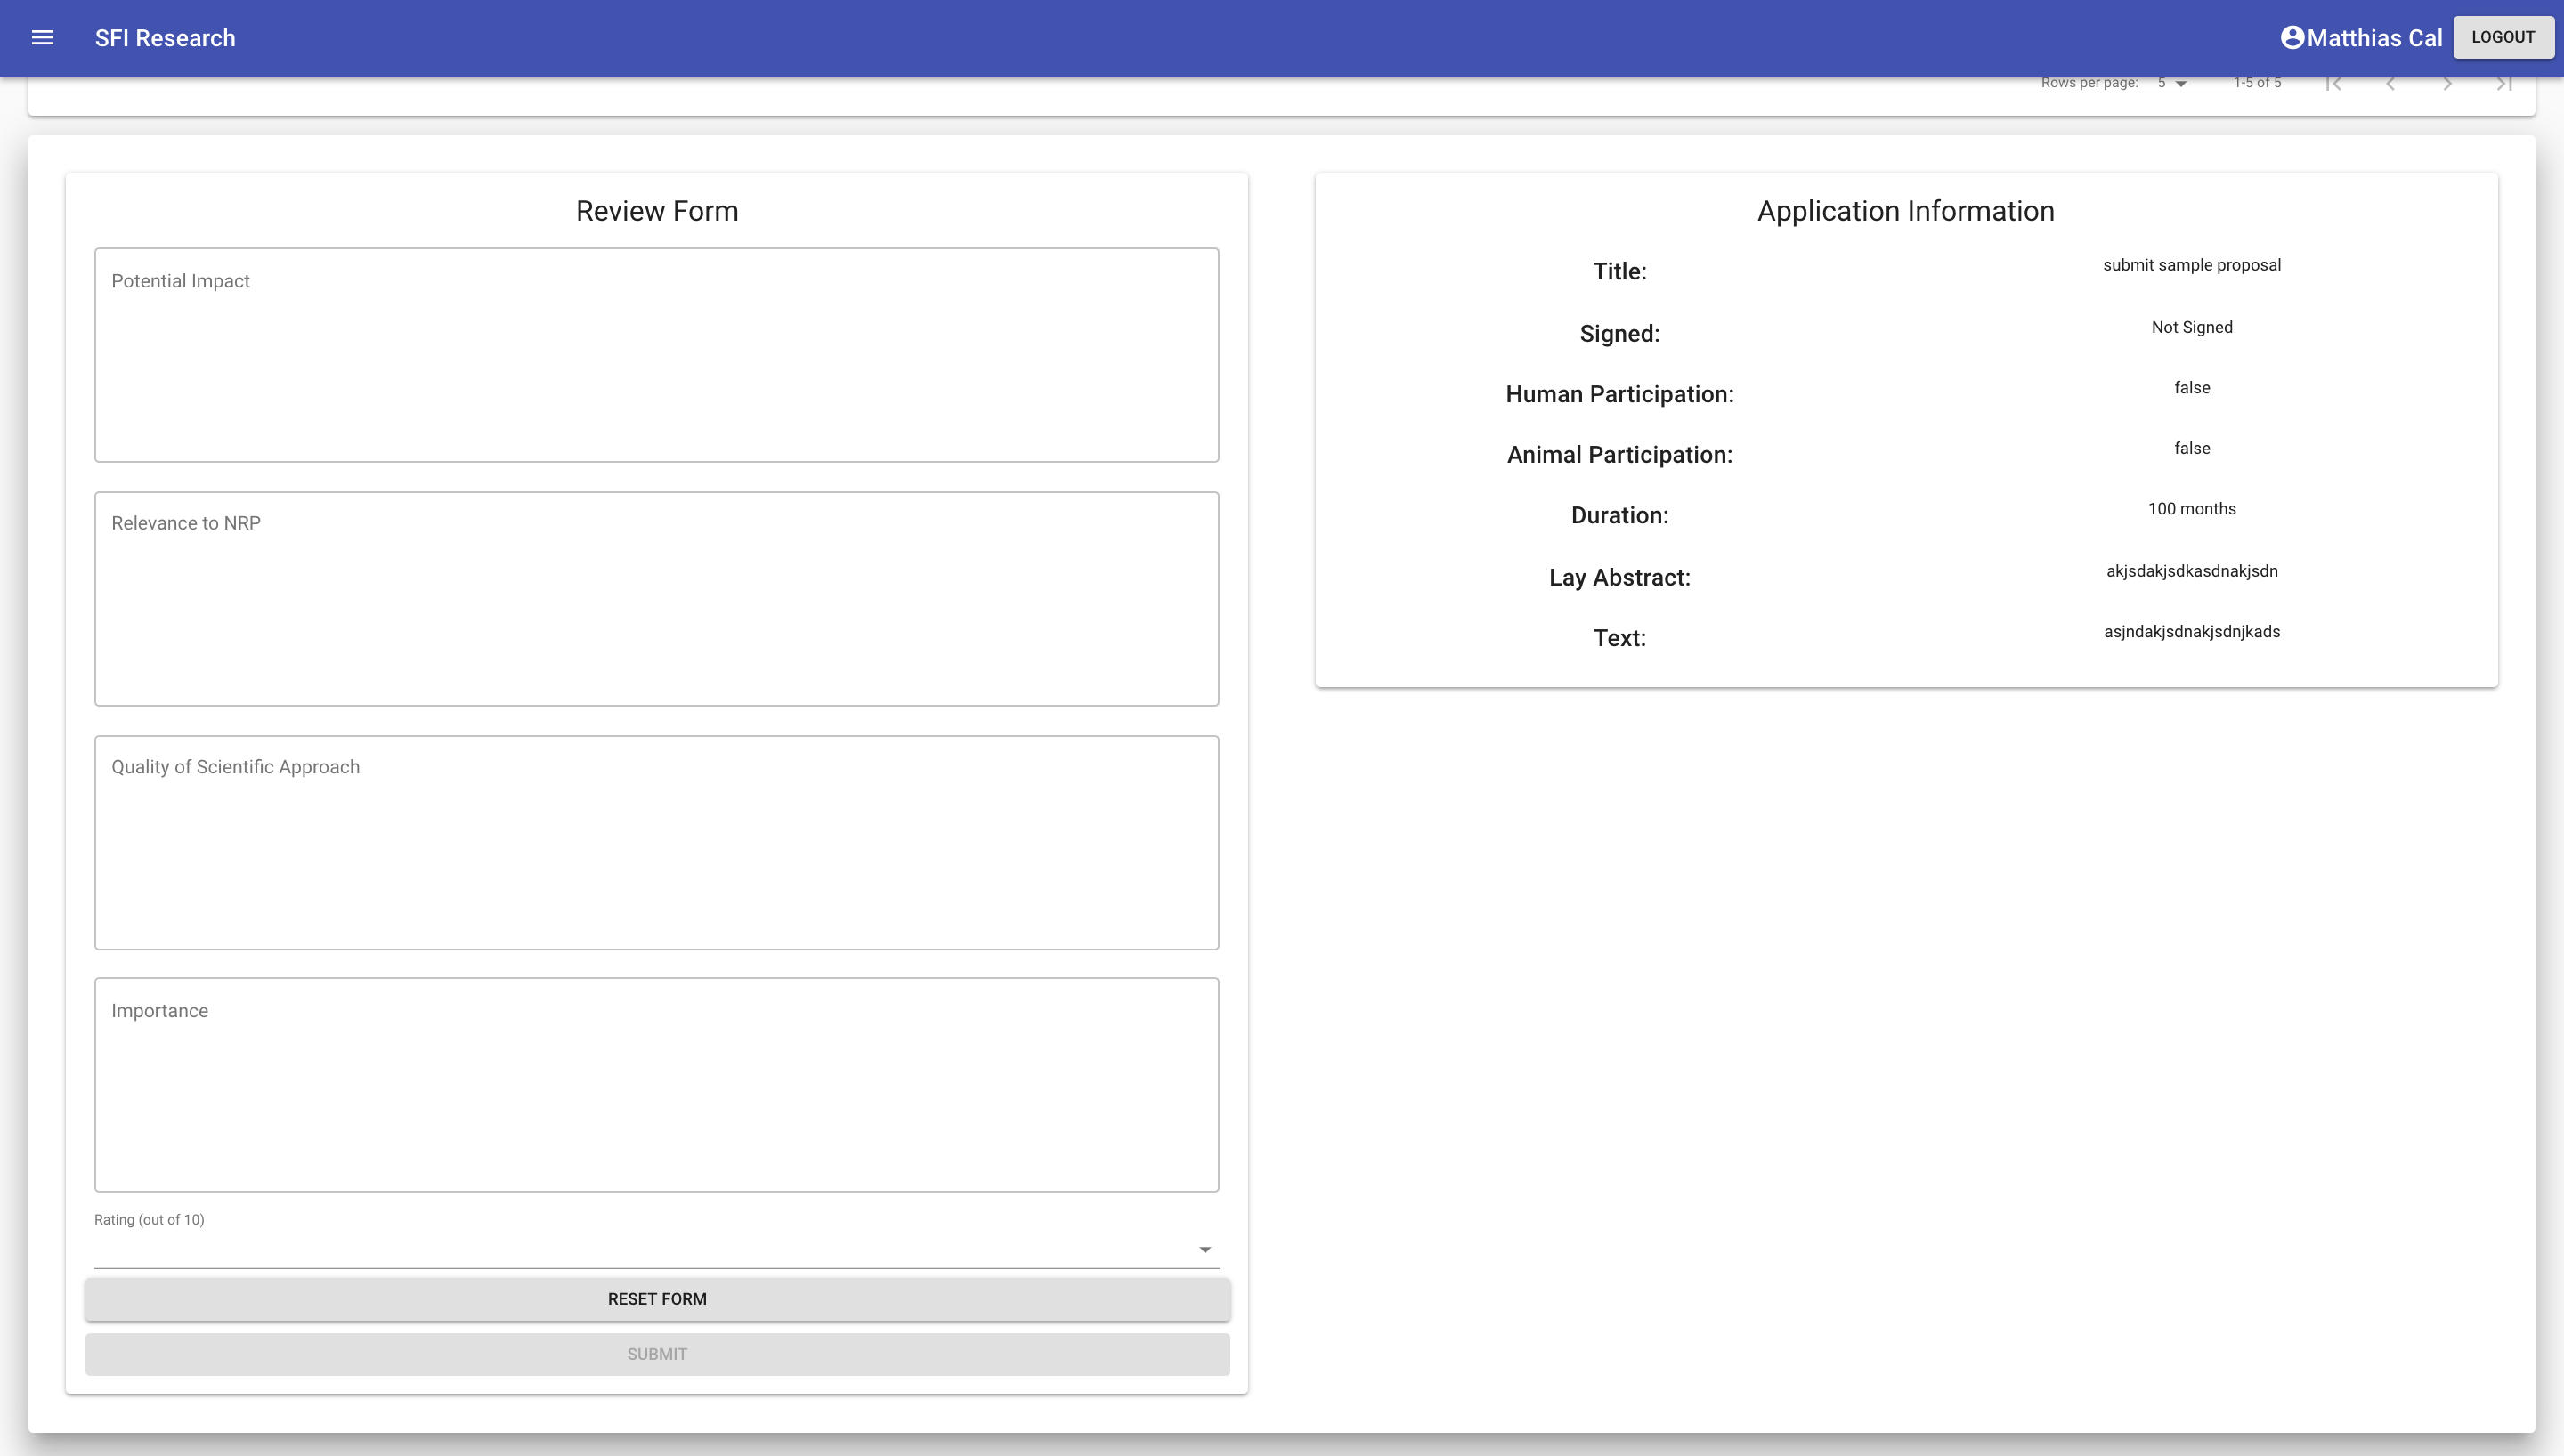 SFI Research
Matthias Cal
LOGOUT
Rows per page: 5 1-5 of 5
Review Form
Potential Impact
Relevance to NRP
Quality of Scientific Approach
Importance
Rating (out of 10)
RESET FORM
SUBMIT
Application Information
Title: submit sample proposal
Signed: Not Signed
Human Participation: false
Animal Participation: false
Duration: 100 months
Lay Abstract: akjsdakjsdkasdnakjsdn
Text: asjndakjsdnakjsdnjkads